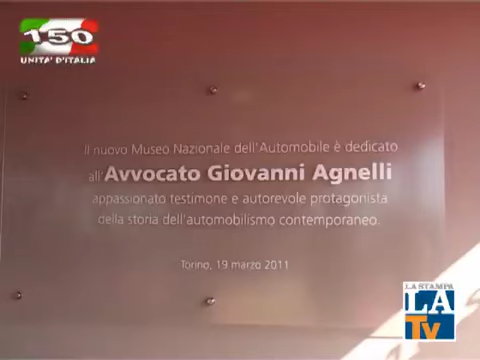 150
UNITA' D'ITALIA
Il nuovo Museo Nazionale dell'Automobile è dedicato
all'Avvocato Giovanni Agnelli
appassionato testimone e autorevole protagonista
della storia dell'automobilismo contemporaneo.
Torino, 19 marzo 2011
LA STAMPA
LA
Tv